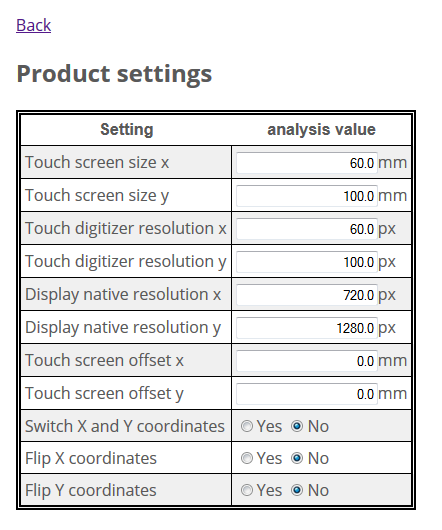 Back
Product settings
Setting analysis value
Touch screen size x 60.0 mm
Touch screen size y 100.0 mm
Touch digitizer resolution x 60.0 px
Touch digitizer resolution y 100.0 px
Display native resolution x 720.0 px
Display native resolution y 1280.0 px
Touch screen offset x 0.0 mm
Touch screen offset y 0.0 mm
Switch X and Y coordinates Yes No
Flip X coordinates Yes No
Flip Y coordinates Yes No